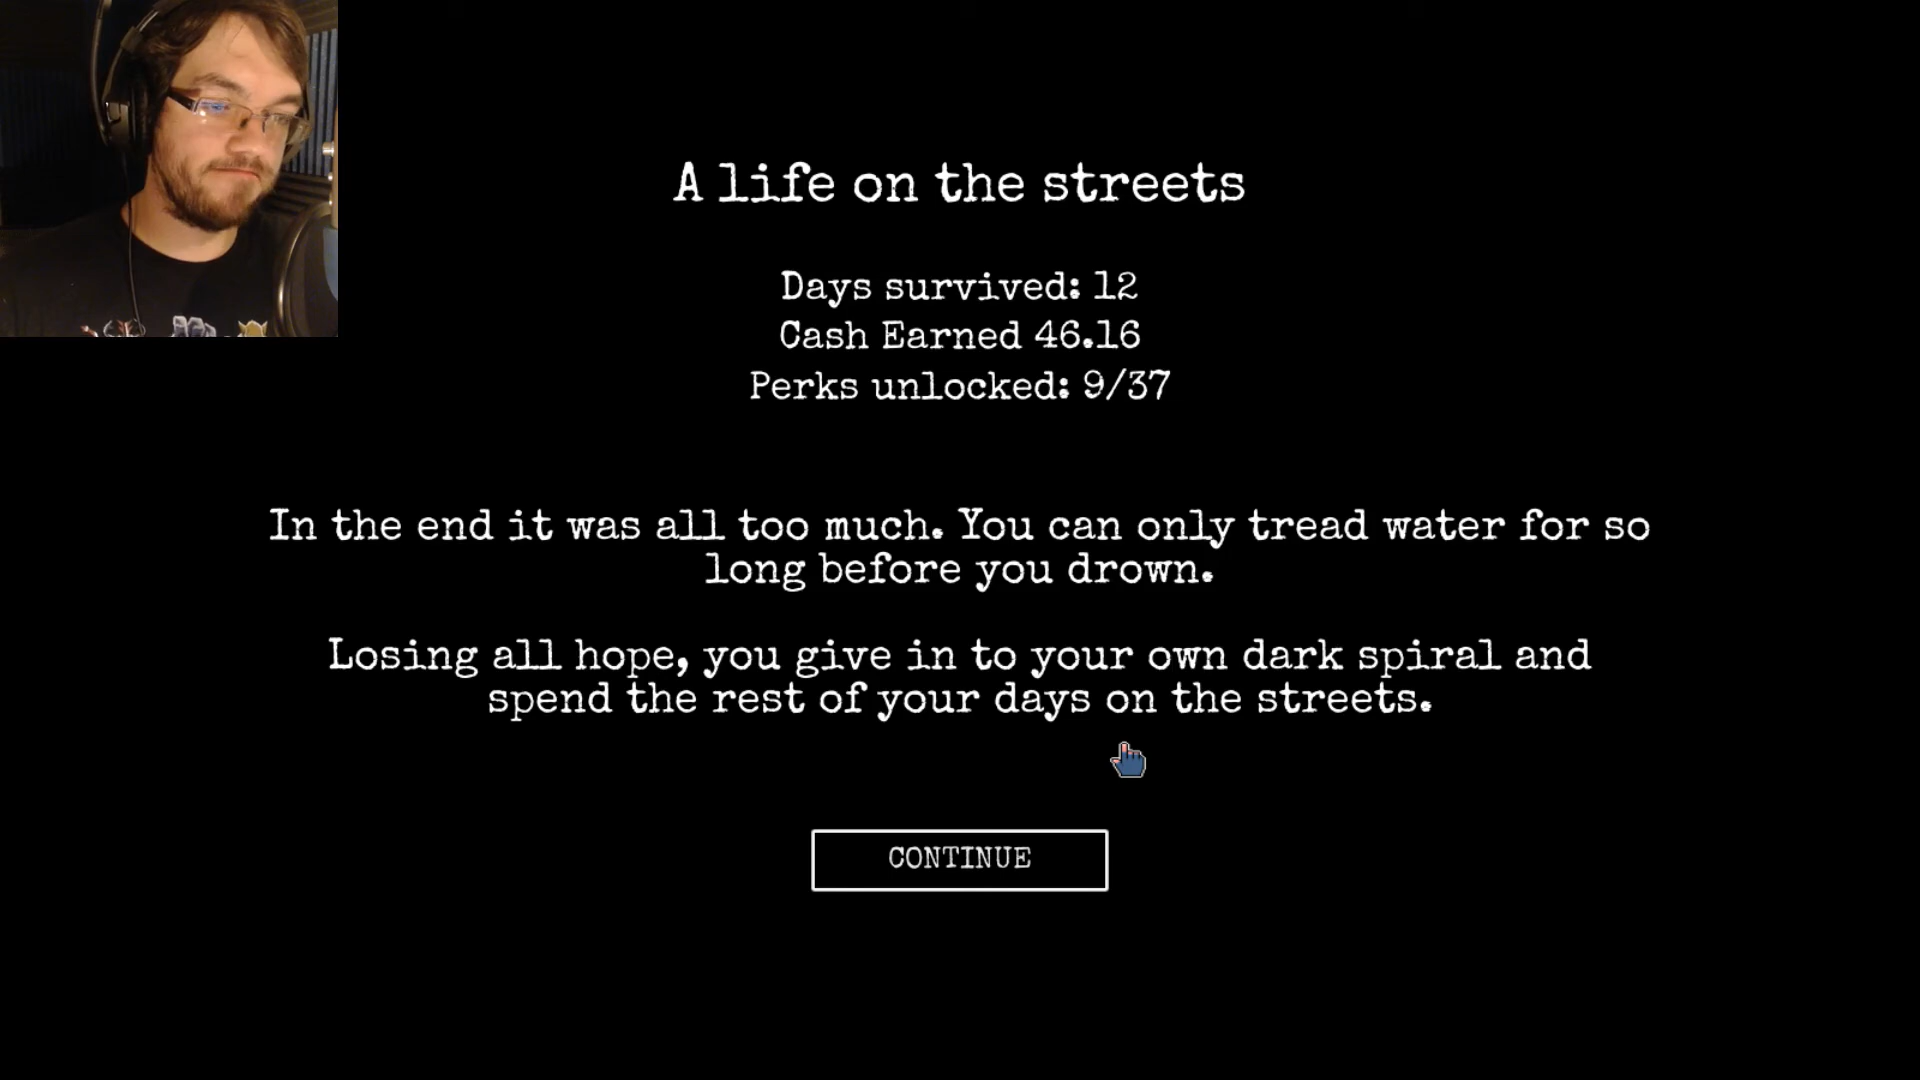 A life on the streets
Days survived: 12
Cash Earned 46.16
Perks unlocked: 9/37
In the end it was all too much. You can only tread water for so
long before you drown.
Losing all hope, you give in to your own dark spiral and
spend the rest of your days on the streets.
CONTINUE